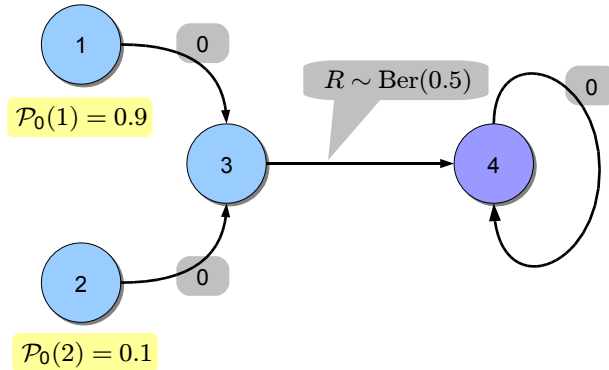 1
0
R ∼ Ber(0.5)
0
𝒫₀(1) = 0.9
3
4
2
0
𝒫₀(2) = 0.1